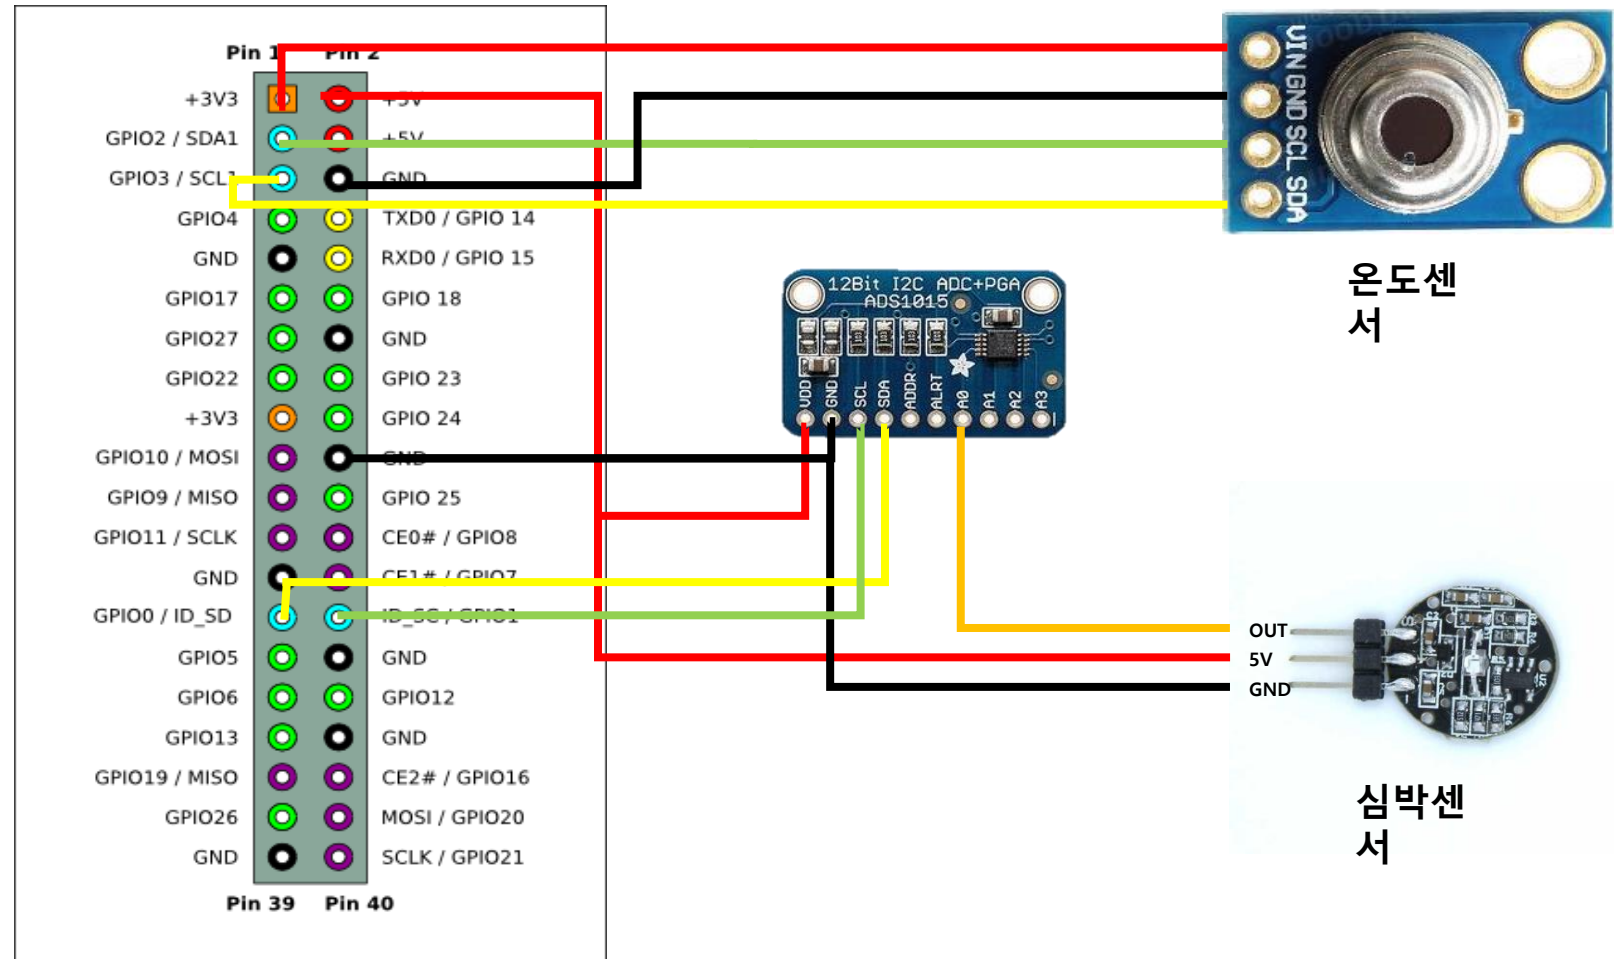 Pin 1
Pin 2
+3V3
+5V
GPIO2 / SDA1
+5V
GPIO3 / SCL1
GND
GPIO4
TXD0 / GPIO 14
GND
RXD0 / GPIO 15
GPIO17
GPIO 18
GPIO27
GND
GPIO22
GPIO 23
+3V3
GPIO 24
GPIO10 / MOSI
GND
GPIO9 / MISO
GPIO 25
GPIO11 / SCLK
CE0# / GPIO8
GND
CE1# / GPIO7
GPIO0 / ID_SD
ID_SC / GPIO1
GPIO5
GND
GPIO6
GPIO12
GPIO13
GND
GPIO19 / MISO
CE2# / GPIO16
GPIO26
MOSI / GPIO20
GND
SCLK / GPIO21
Pin 39
Pin 40
VIN GND SCL SDA
온도센
서
12Bit I2C ADC+PGA
ADS1015
VDD GND SCL SDA ADDR ALRT A0 A1 A2 A3
OUT
5V
GND
심박센
서